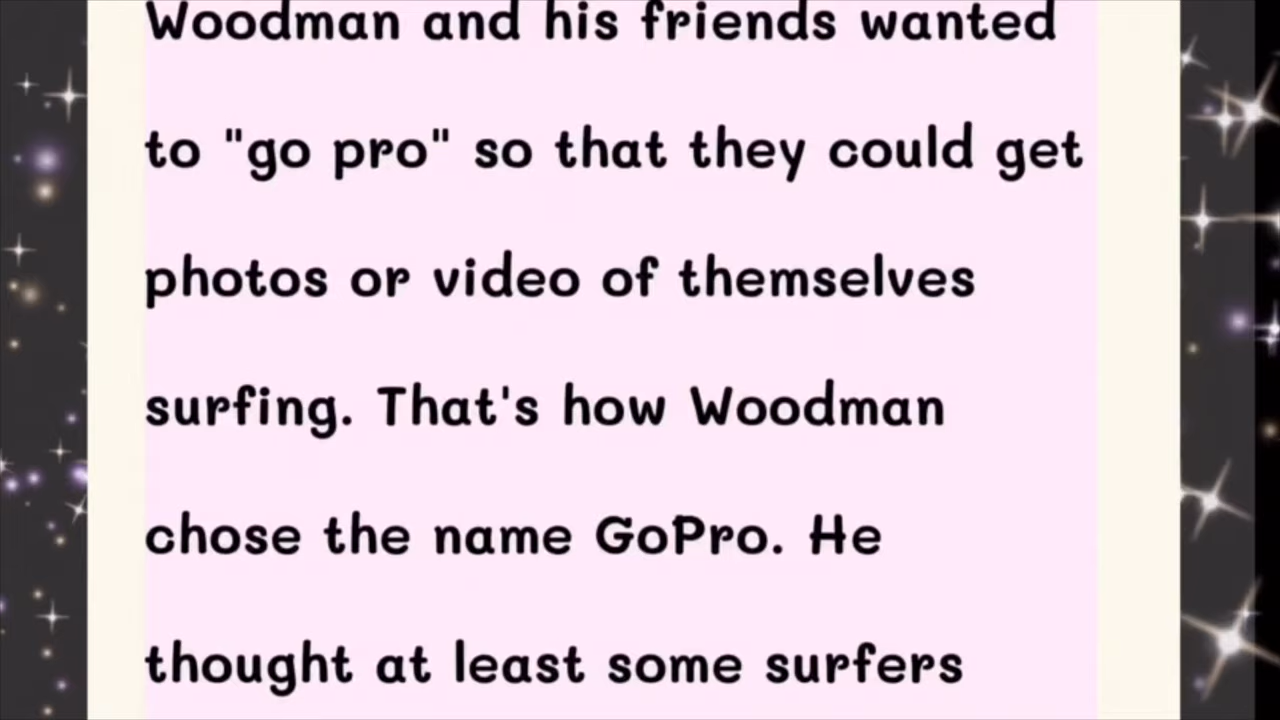 Woodman and his friends wanted
to "go pro" so that they could get
photos or video of themselves
surfing. That's how Woodman
chose the name GoPro. He
thought at least some surfers